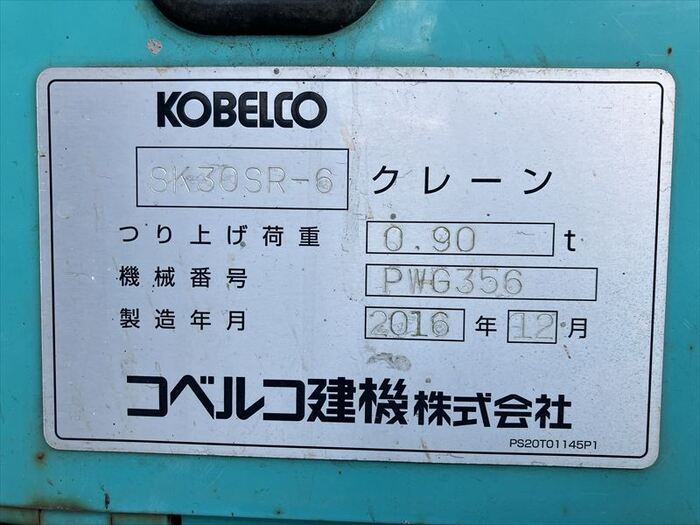 KOBELCO
SK30SR-6 クレーン
つり上げ荷重 0.90 t
機械番号 PWG356
製造年月 2016 年 12 月
コベルコ建機株式会社
PS20T01145P1